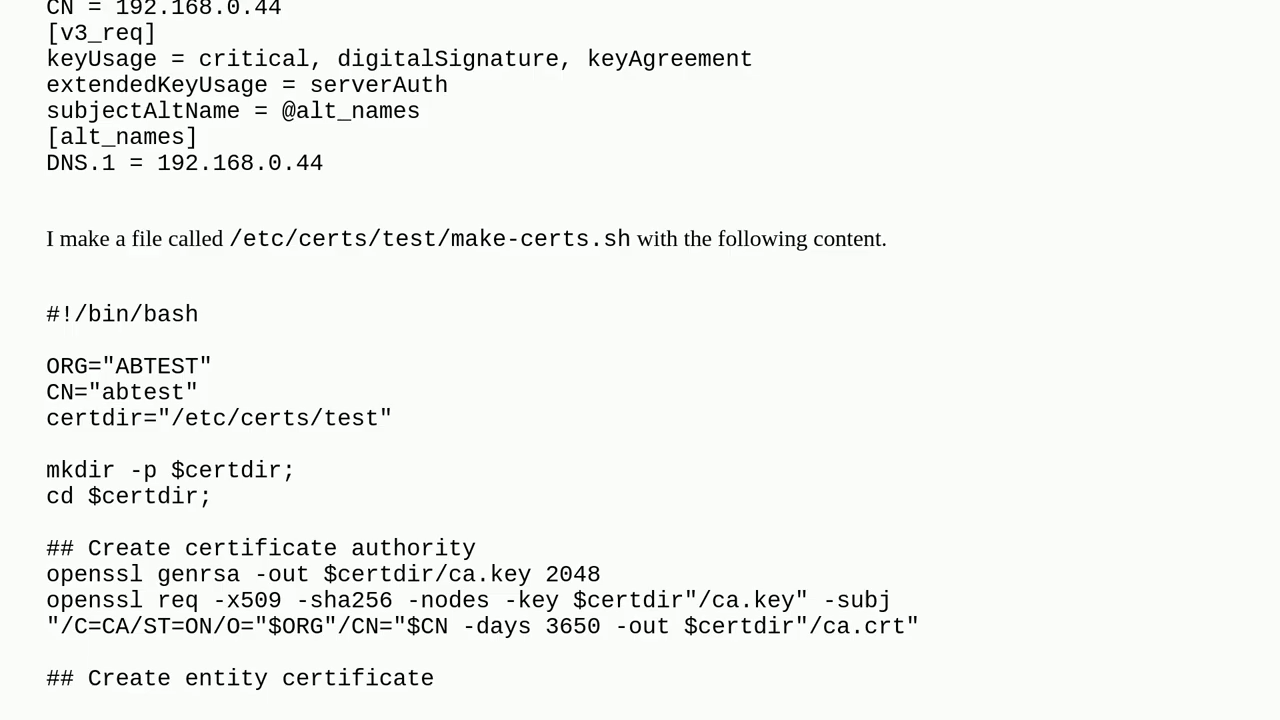 CN = 192.168.0.44
[v3_req]
keyUsage = critical, digitalSignature, keyAgreement
extendedKeyUsage = serverAuth
subjectAltName = @alt_names
[alt_names]
DNS.1 = 192.168.0.44
I make a file called /etc/certs/test/make-certs.sh with the following content.
#!/bin/bash
ORG="ABTEST"
CN="abtest"
certdir="/etc/certs/test"
mkdir -p $certdir;
cd $certdir;
## Create certificate authority
openssl genrsa -out $certdir/ca.key 2048
openssl req -x509 -sha256 -nodes -key $certdir"/ca.key" -subj
"/C=CA/ST=ON/O="$ORG"/CN="$CN -days 3650 -out $certdir"/ca.crt"
## Create entity certificate